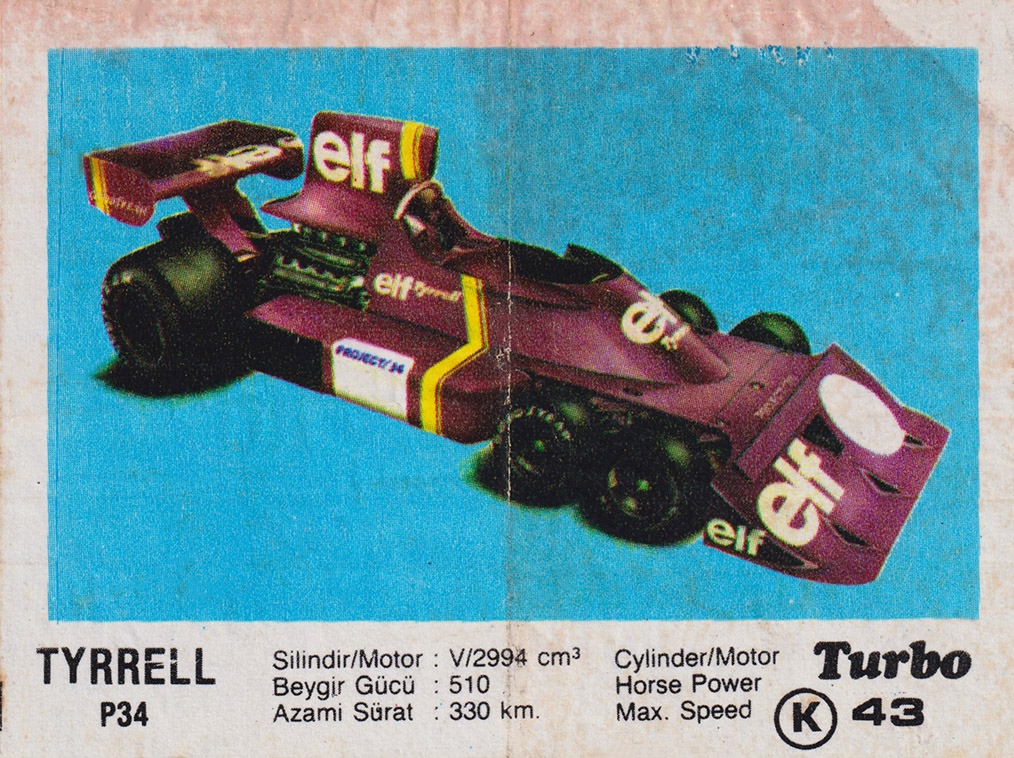 elf
elf Tyrrell
PROJECT/34
elf
elf
elf
TYRRELL
P34
Silindir/Motor : V/2994 cm³
Beygir Gücü : 510
Azami Sürat : 330 km.
Cylinder/Motor
Horse Power
Max. Speed
Turbo
K 43